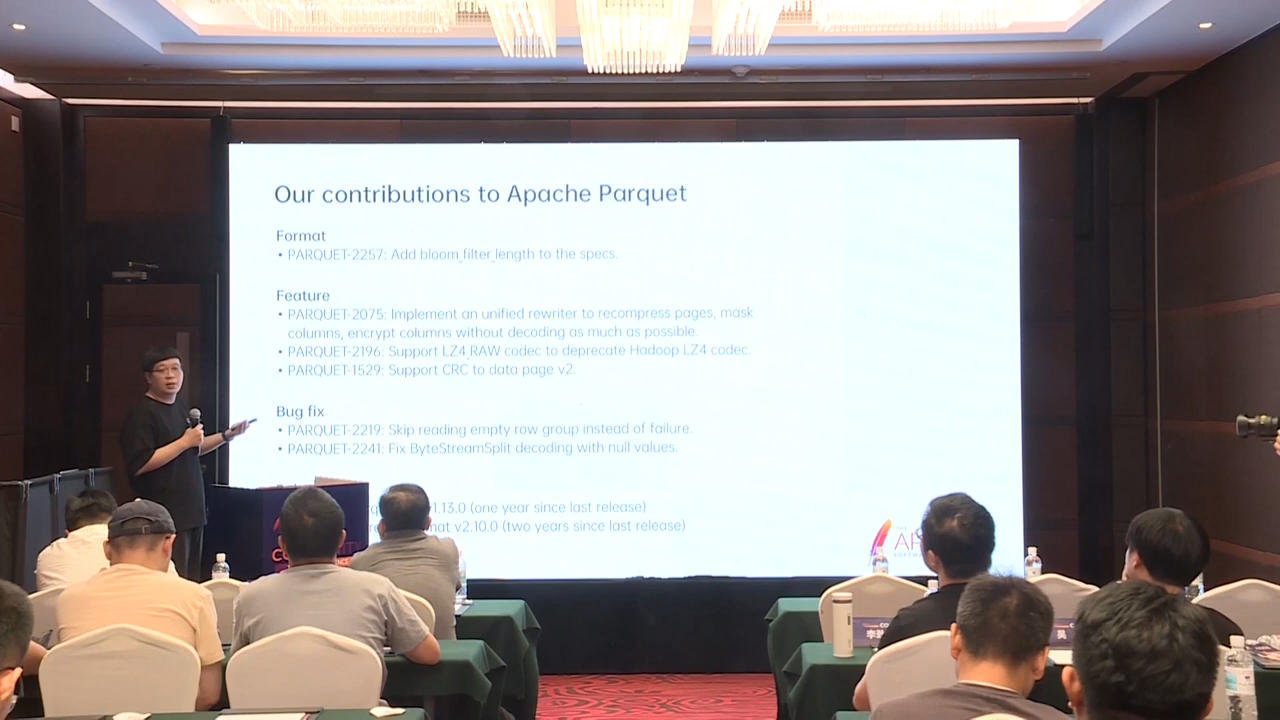 Our contributions to Apache Parquet
Format
• PARQUET-2257: Add bloom_filter_length to the specs.
Feature
• PARQUET-2075: Implement an unified rewriter to recompress pages, mask
columns, encrypt columns without decoding as much as possible.
• PARQUET-2196: Support LZ4_RAW codec to deprecate Hadoop LZ4 codec.
• PARQUET-1529: Support CRC to data page v2.
Bug fix
• PARQUET-2219: Skip reading empty row group instead of failure.
• PARQUET-2241: Fix ByteStreamSplit decoding with null values.
1.13.0 (one year since last release)
mat v2.10.0 (two years since last release)
THE